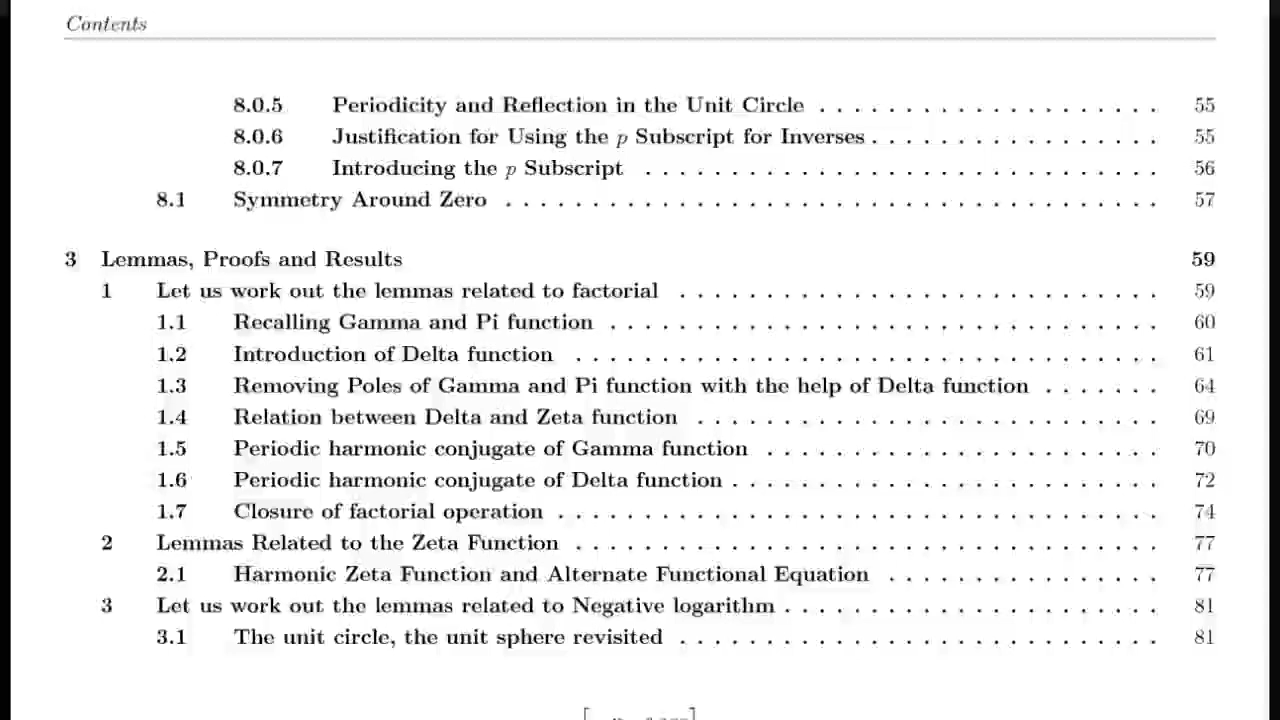 Contents
8.0.5 Periodicity and Reflection in the Unit Circle . . . . . . . . . . . . . . . . . . . . 55
8.0.6 Justification for Using the p Subscript for Inverses . . . . . . . . . . . . . . . . . 55
8.0.7 Introducing the p Subscript . . . . . . . . . . . . . . . . . . . . . . . . . . . . . . 56
8.1 Symmetry Around Zero . . . . . . . . . . . . . . . . . . . . . . . . . . . . . . . . . . . . . . 57
3 Lemmas, Proofs and Results 59
1 Let us work out the lemmas related to factorial . . . . . . . . . . . . . . . . . . . . . . . . . . . . 59
1.1 Recalling Gamma and Pi function . . . . . . . . . . . . . . . . . . . . . . . . . . . . . . . . 60
1.2 Introduction of Delta function . . . . . . . . . . . . . . . . . . . . . . . . . . . . . . . . . . 61
1.3 Removing Poles of Gamma and Pi function with the help of Delta function . . . . . . . 64
1.4 Relation between Delta and Zeta function . . . . . . . . . . . . . . . . . . . . . . . . . . . 69
1.5 Periodic harmonic conjugate of Gamma function . . . . . . . . . . . . . . . . . . . . . . . 70
1.6 Periodic harmonic conjugate of Delta function . . . . . . . . . . . . . . . . . . . . . . . . . 72
1.7 Closure of factorial operation . . . . . . . . . . . . . . . . . . . . . . . . . . . . . . . . . . . 74
2 Lemmas Related to the Zeta Function . . . . . . . . . . . . . . . . . . . . . . . . . . . . . . . . . . 77
2.1 Harmonic Zeta Function and Alternate Functional Equation . . . . . . . . . . . . . . . . 77
3 Let us work out the lemmas related to Negative logarithm . . . . . . . . . . . . . . . . . . . . . . 81
3.1 The unit circle, the unit sphere revisited . . . . . . . . . . . . . . . . . . . . . . . . . . . . 81